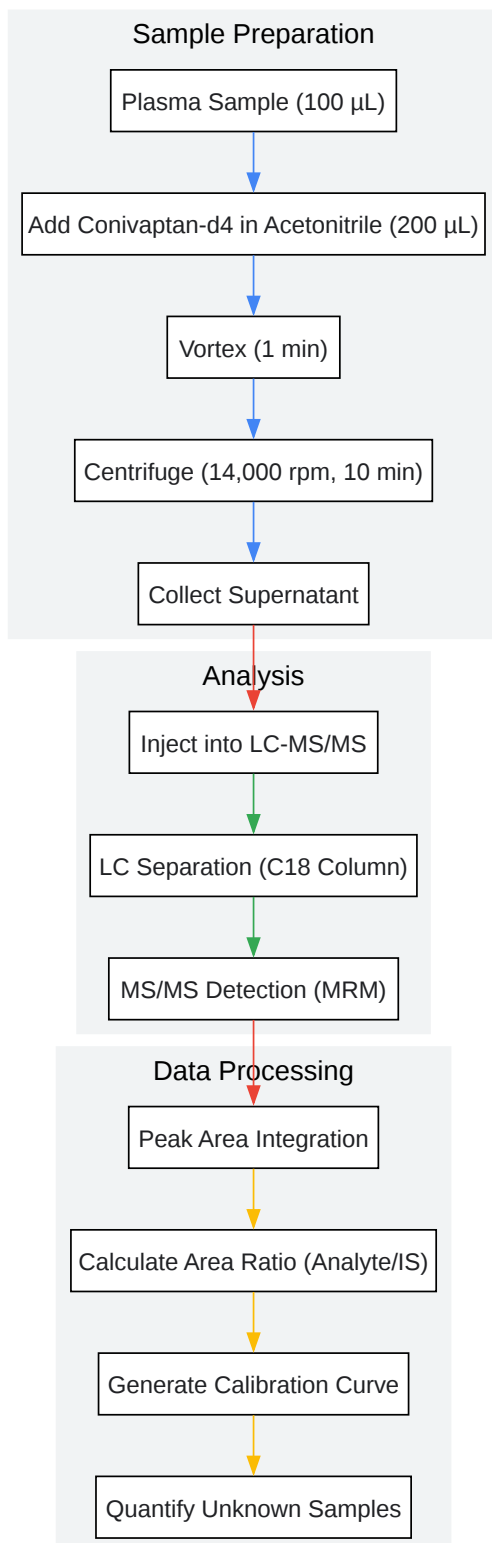 Sample Preparation
Plasma Sample (100 µL)
Add Conivaptan-d4 in Acetonitrile (200 µL)
Vortex (1 min)
Centrifuge (14,000 rpm, 10 min)
Collect Supernatant
Analysis
Inject into LC-MS/MS
LC Separation (C18 Column)
MS/MS Detection (MRM)
Data Processing
Peak Area Integration
Calculate Area Ratio (Analyte/IS)
Generate Calibration Curve
Quantify Unknown Samples